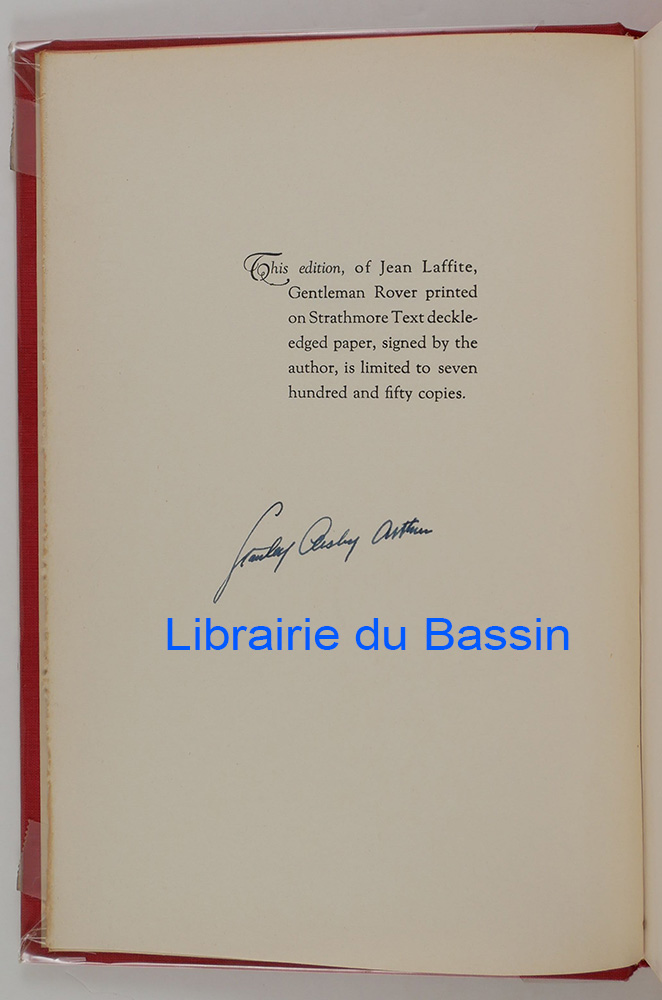 This edition, of Jean Laffite,
Gentleman Rover printed
on Strathmore Text deckle-
edged paper, signed by the
author, is limited to seven
hundred and fifty copies.
Stanley Clisby Arthur
Librairie du Bassin